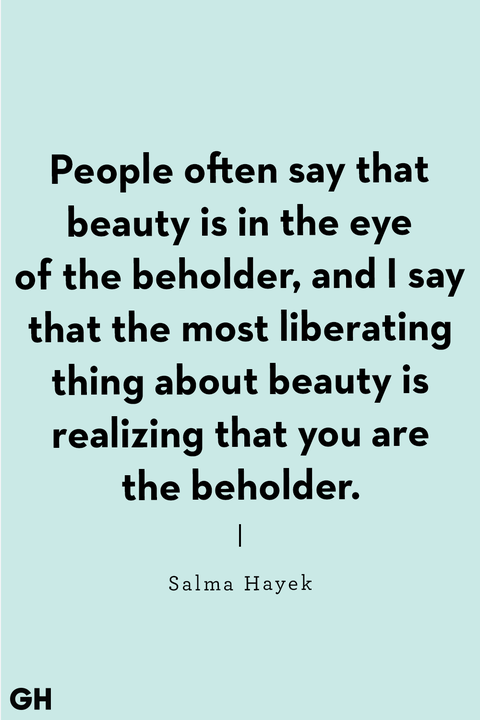 People often say that
beauty is in the eye
of the beholder, and I say
that the most liberating
thing about beauty is
realizing that you are
the beholder.
Salma Hayek
GH